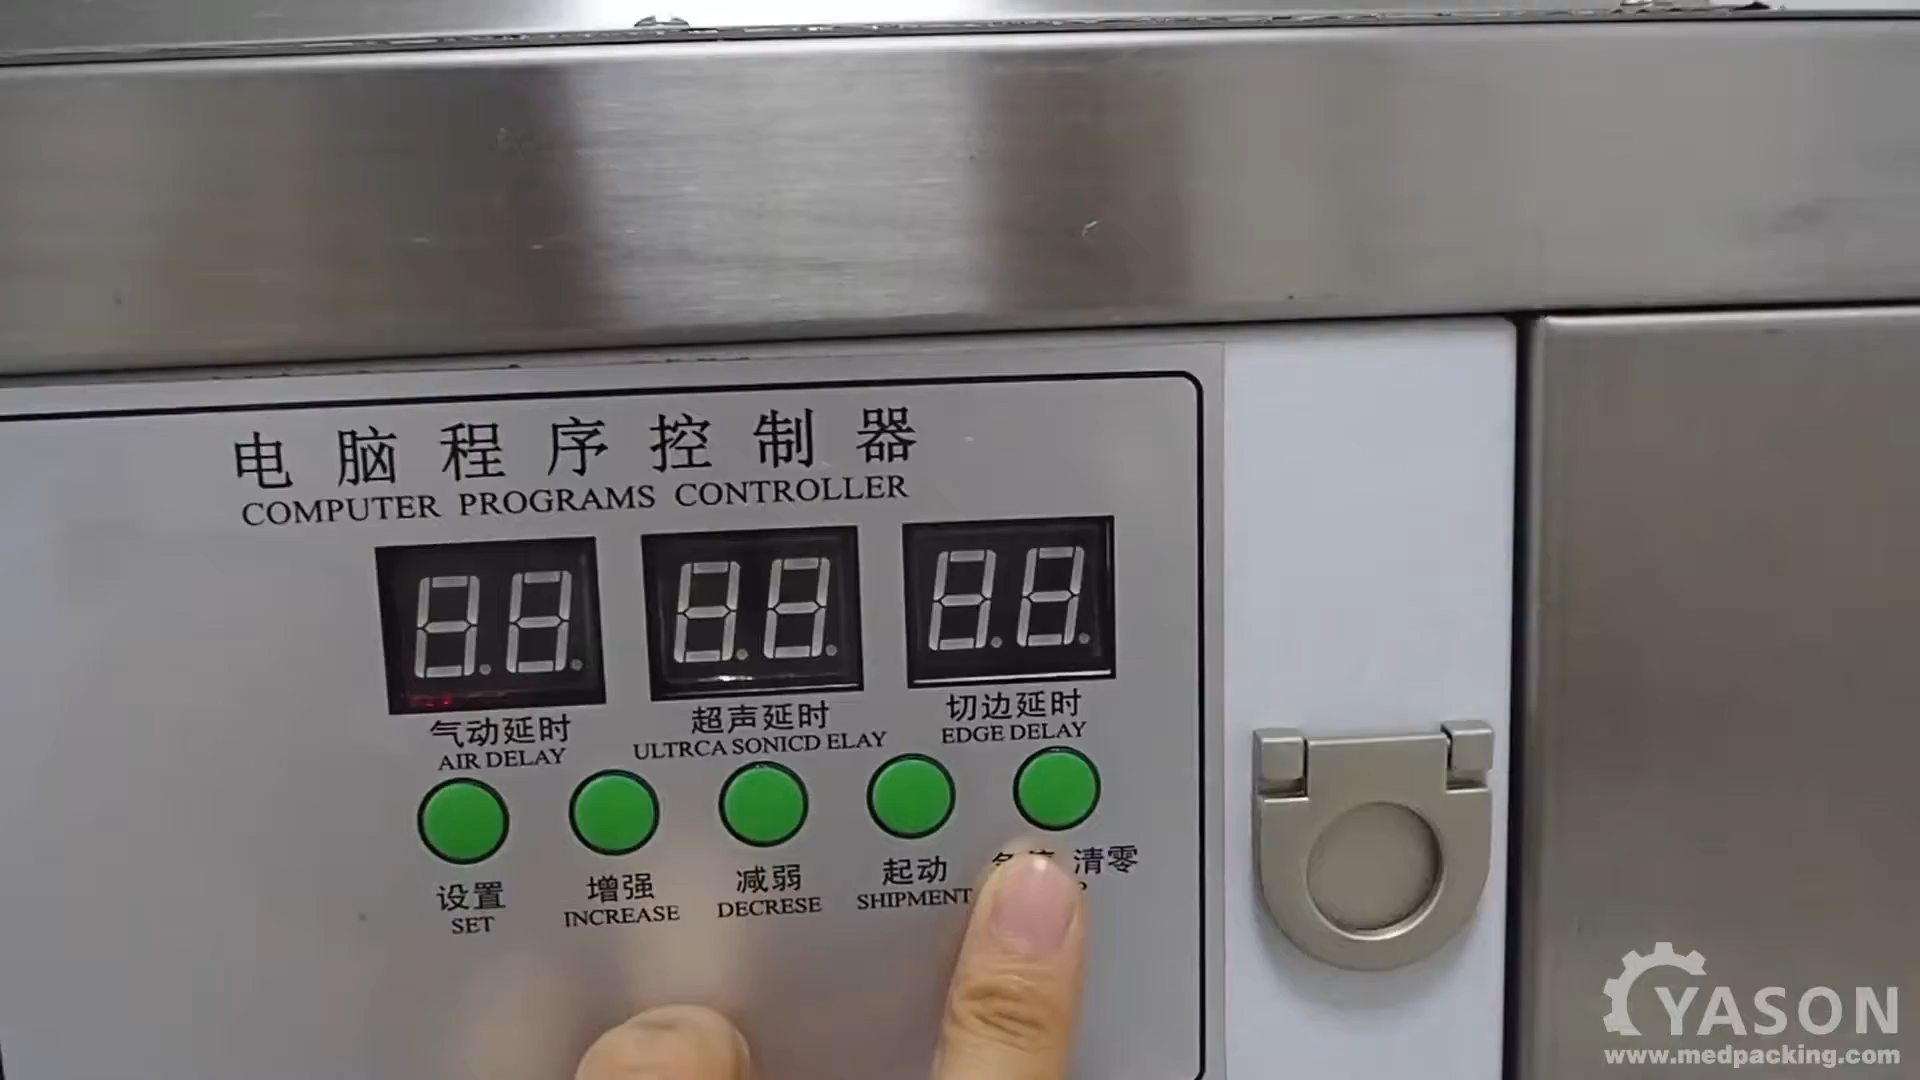 电脑程序控制器
COMPUTER PROGRAMS CONTROLLER
气动延时
AIR DELAY
超声延时
ULTRCA SONICD ELAY
切边延时
EDGE DELAY
设置
SET
增强
INCREASE
减弱
DECRESE
起动
SHIPMENT
清零
YASON
www.medpacking.com